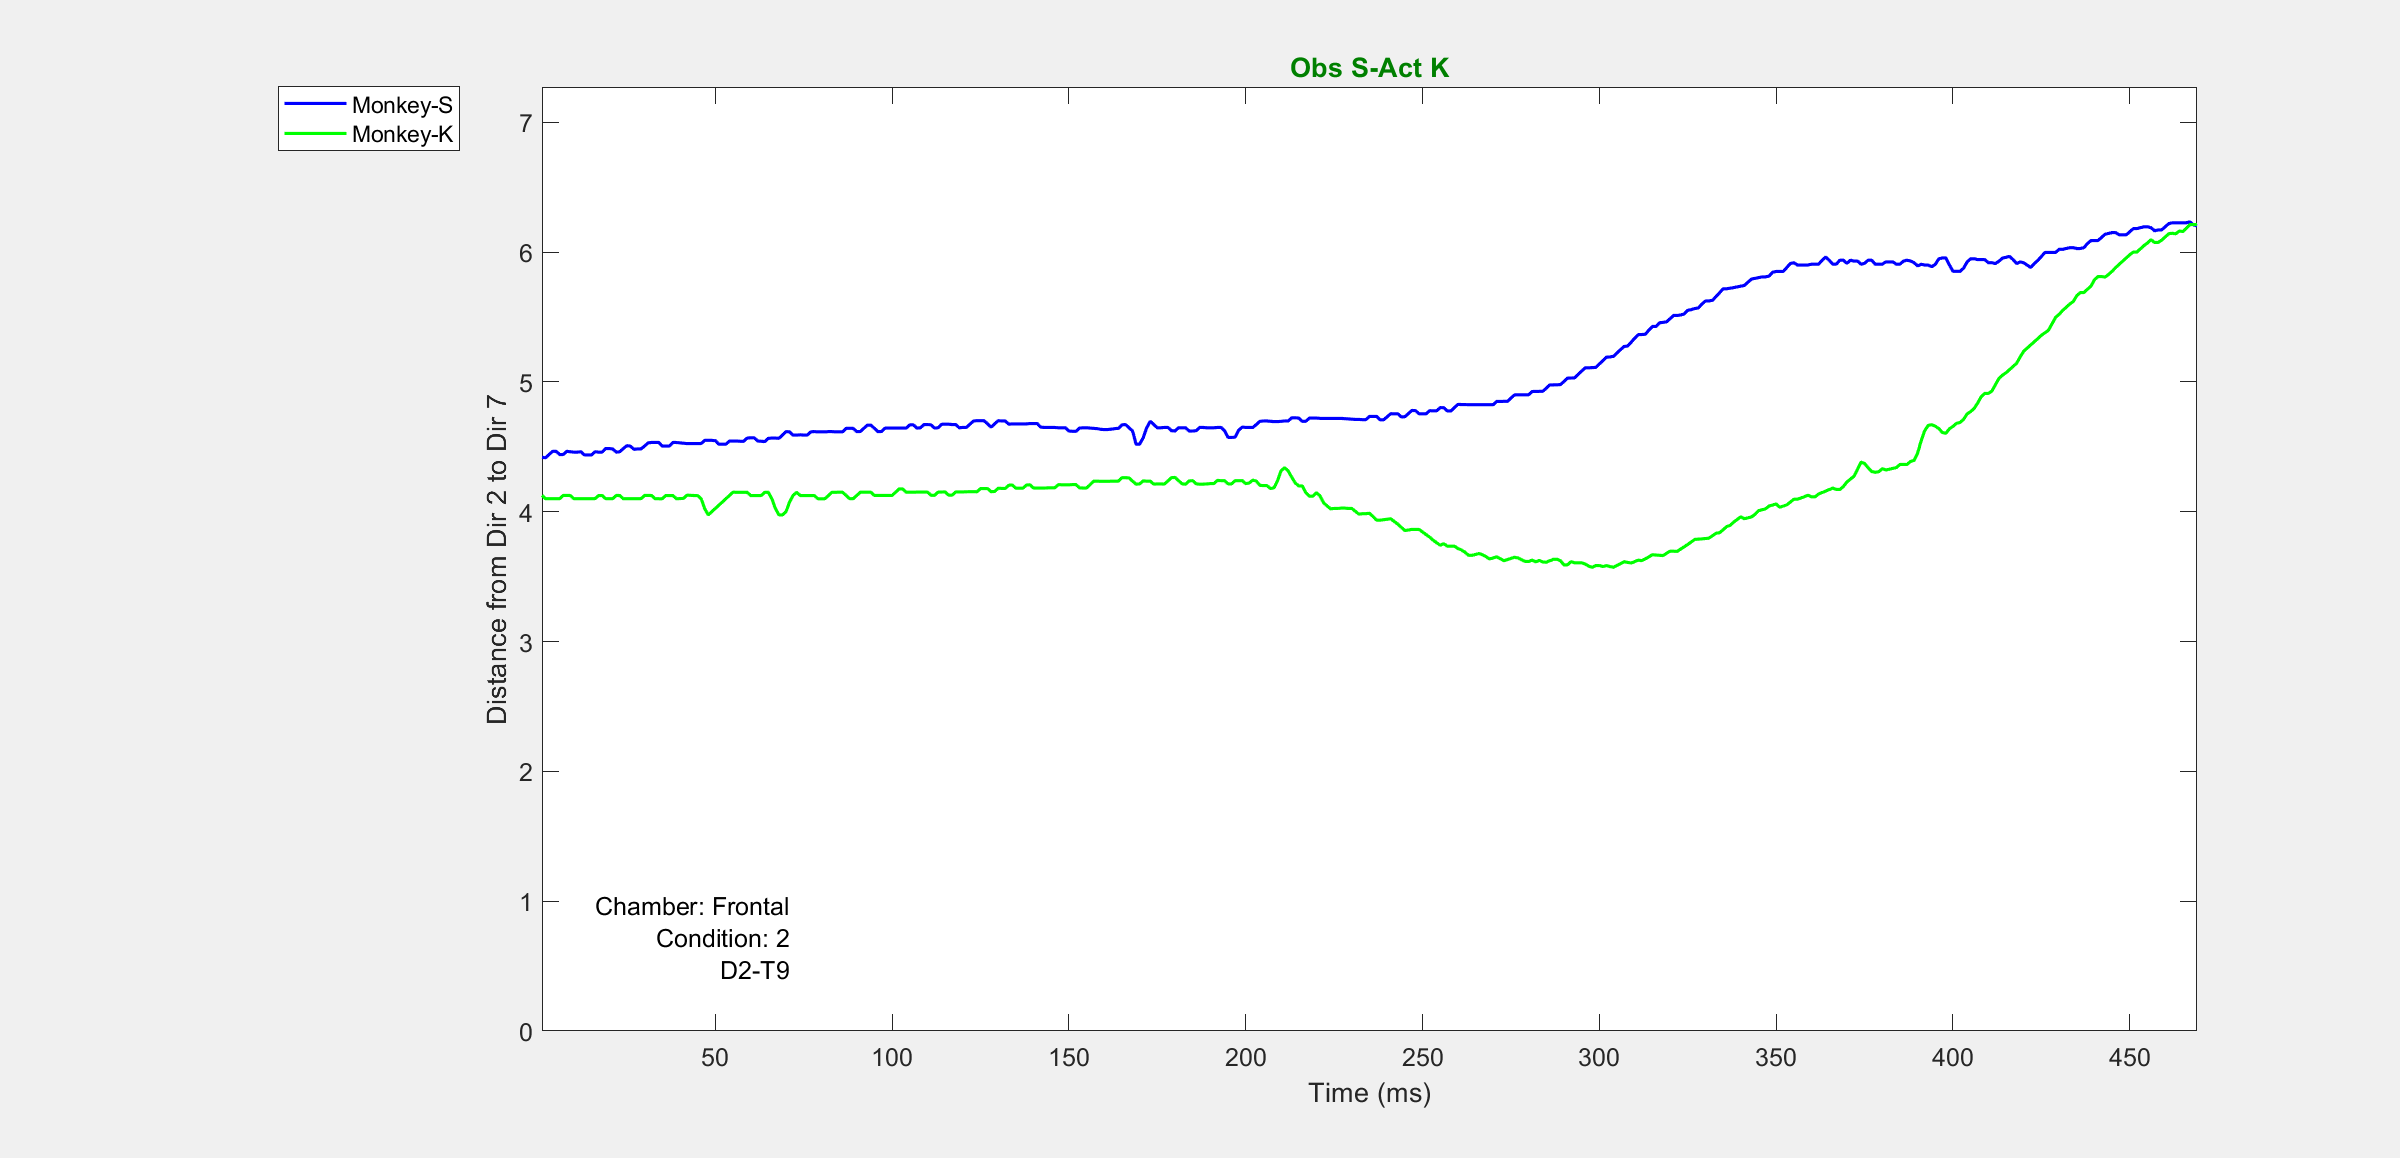 Obs S-Act K
Monkey-S
Monkey-K
Distance from Dir 2 to Dir 7
7
6
5
4
3
2
1
0
Chamber: Frontal
Condition: 2
D2-T9
50 100 150 200 250 300 350 400 450
Time (ms)